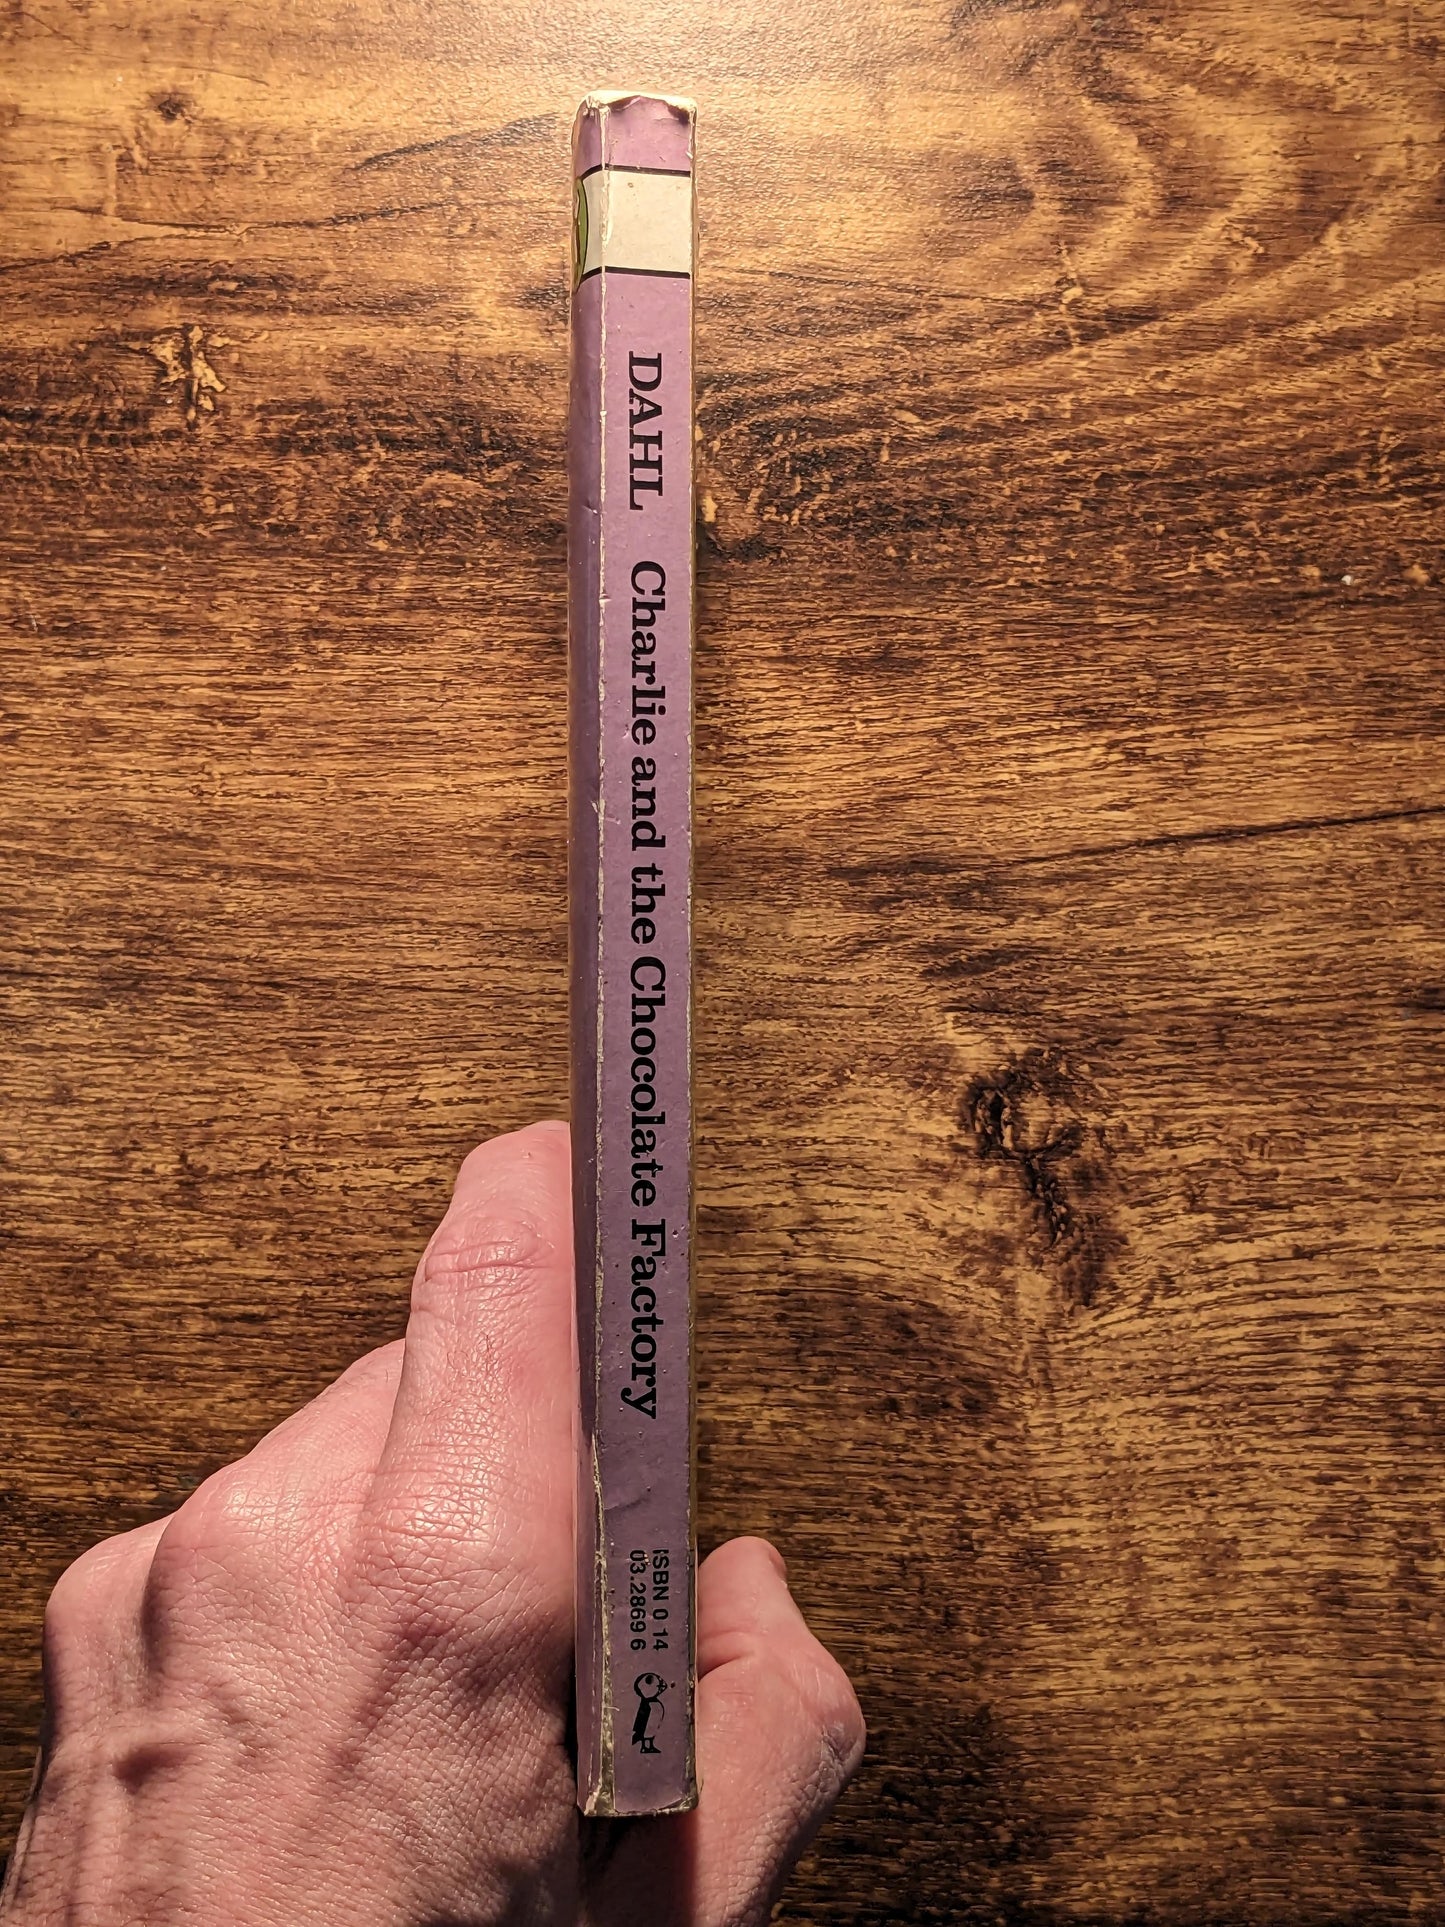 DAHL Charlie and the Chocolate Factory
ISBN 0 14
03.2869 6